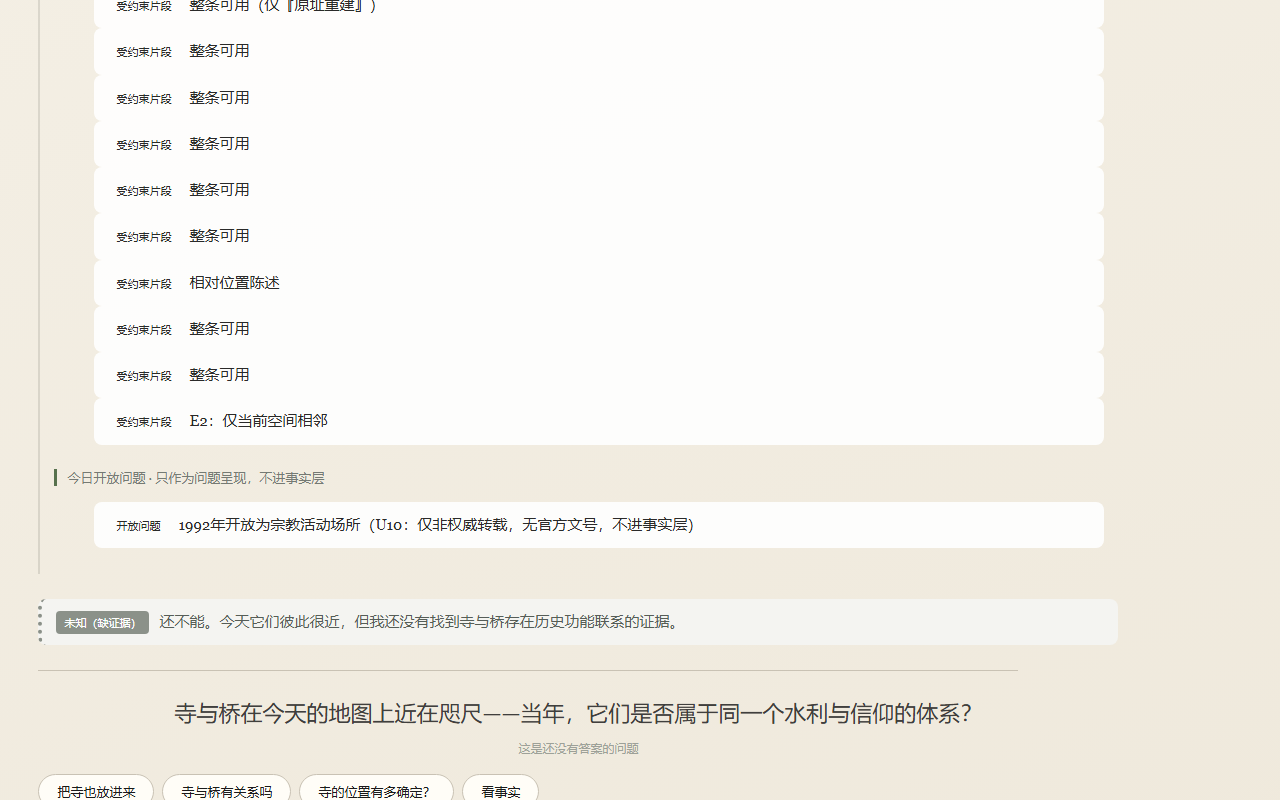 受约束片段 整条可用（仅『原址重建』）
受约束片段 整条可用
受约束片段 整条可用
受约束片段 整条可用
受约束片段 整条可用
受约束片段 整条可用
受约束片段 相对位置陈述
受约束片段 整条可用
受约束片段 整条可用
受约束片段 E2：仅当前空间相邻
今日开放问题 · 只作为问题呈现，不进事实层
开放问题 1992年开放为宗教活动场所（U10：仅非权威转载，无官方文号，不进事实层）
未知（缺证据） 还不能。今天它们彼此很近，但我还没有找到寺与桥存在历史功能联系的证据。
寺与桥在今天的地图上近在咫尺——当年，它们是否属于同一个水利与信仰的体系？
这是还没有答案的问题
把寺也放进来 寺与桥有关系吗 寺的位置有多确定？ 看事实